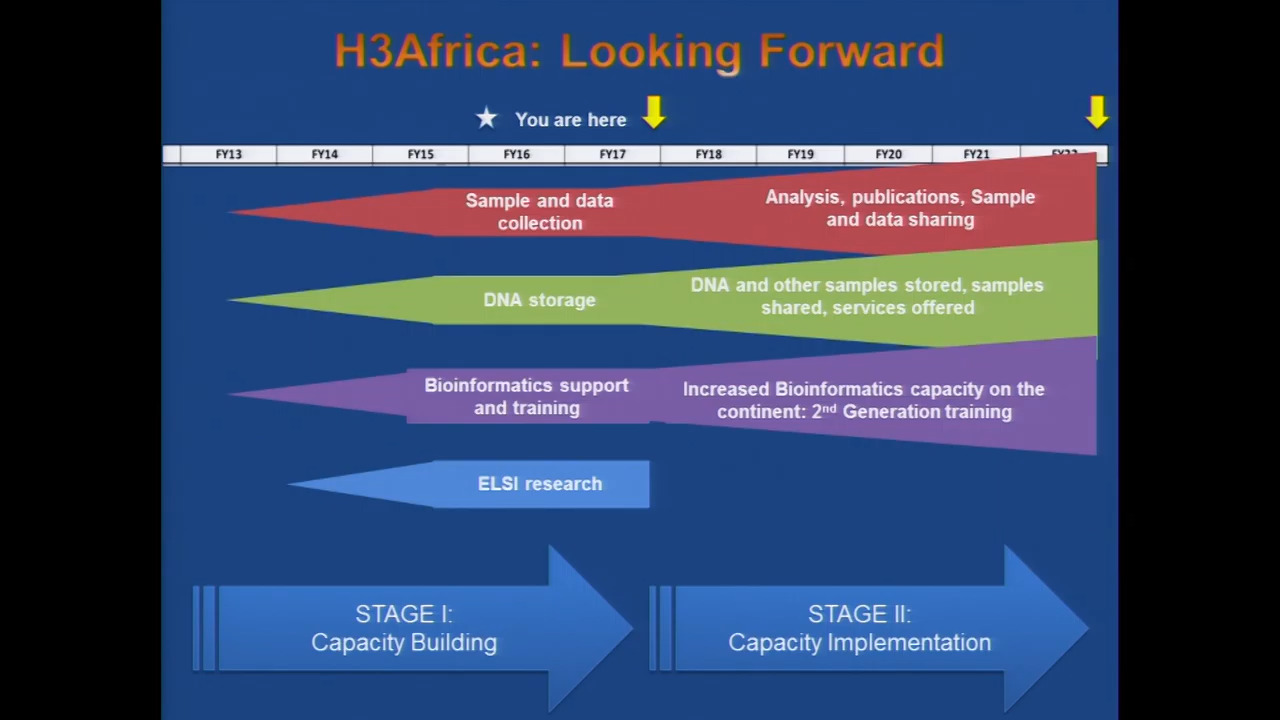 H3Africa: Looking Forward
You are here
FY13 FY14 FY15 FY16 FY17 FY18 FY19 FY20 FY21 FY22
Sample and data
collection
Analysis, publications, Sample
and data sharing
DNA storage
DNA and other samples stored, samples
shared, services offered
Bioinformatics support
and training
Increased Bioinformatics capacity on the
continent: 2nd Generation training
ELSI research
STAGE I:
Capacity Building
STAGE II:
Capacity Implementation